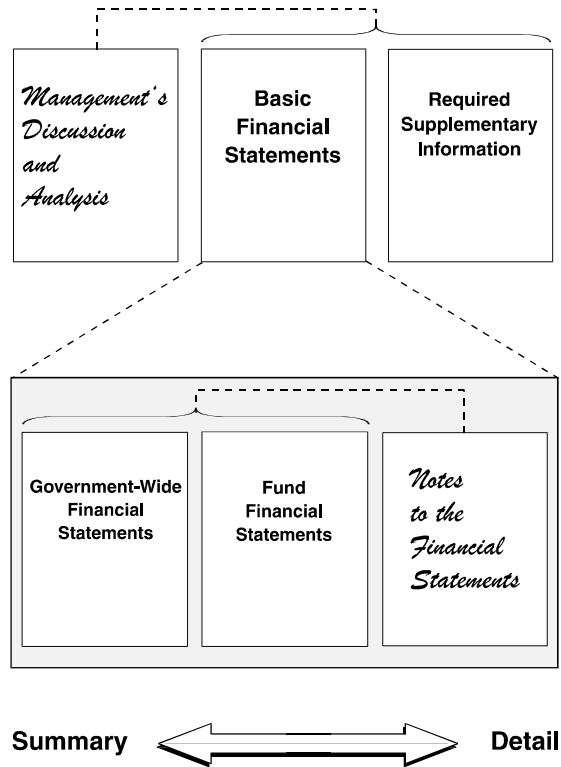 Management's
Discussion
and
Analysis
Basic
Financial
Statements
Required
Supplementary
Information
Government-Wide
Financial
Statements
Fund
Financial
Statements
Notes
to the
Financial
Statements
Summary
Detail